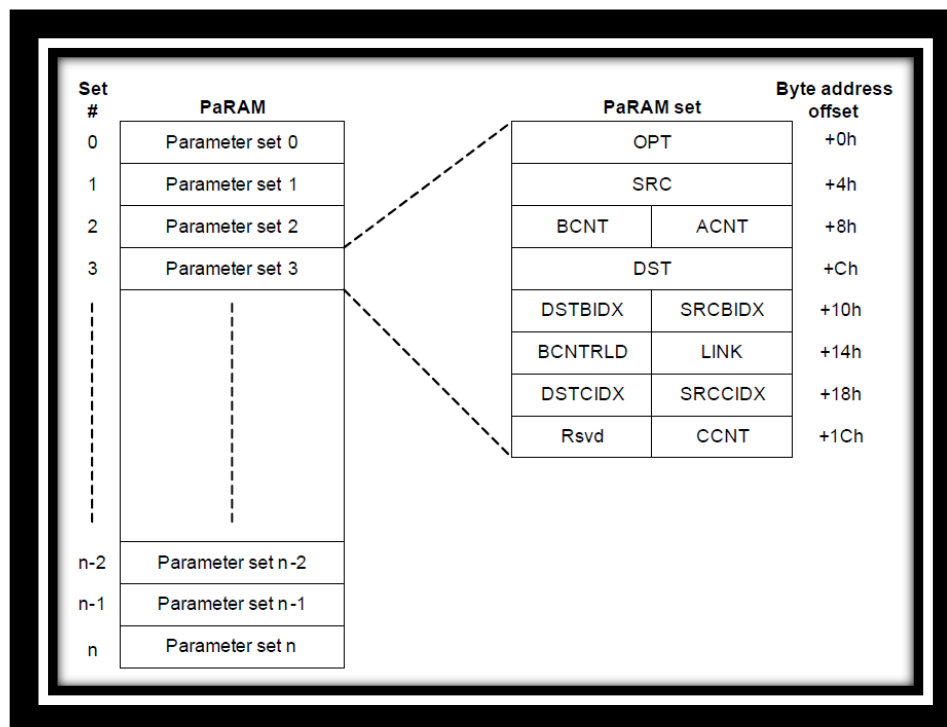 Set
#
PaRAM
PaRAM set
Byte address
offset
0
Parameter set 0
OPT
+0h
1
Parameter set 1
SRC
+4h
2
Parameter set 2
BCNT
ACNT
+8h
3
Parameter set 3
DST
+Ch
DSTBIDX
SRCBIDX
+10h
BCNTRLD
LINK
+14h
DSTCIDX
SRCCIDX
+18h
Rsvd
CCNT
+1Ch
n-2
Parameter set n-2
n-1
Parameter set n-1
n
Parameter set n